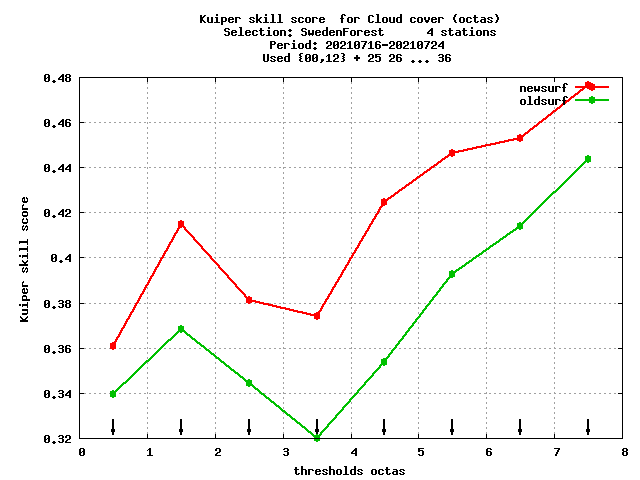 Kuiper skill score  for Cloud cover (octas)
Selection: SwedenForest      4 stations
Period: 20210716-20210724
Used {00,12} + 25 26 ... 36
newsurf
oldsurf
Kuiper skill score
0.48
0.46
0.44
0.42
0.4
0.38
0.36
0.34
0.32
0 1 2 3 4 5 6 7 8
thresholds octas